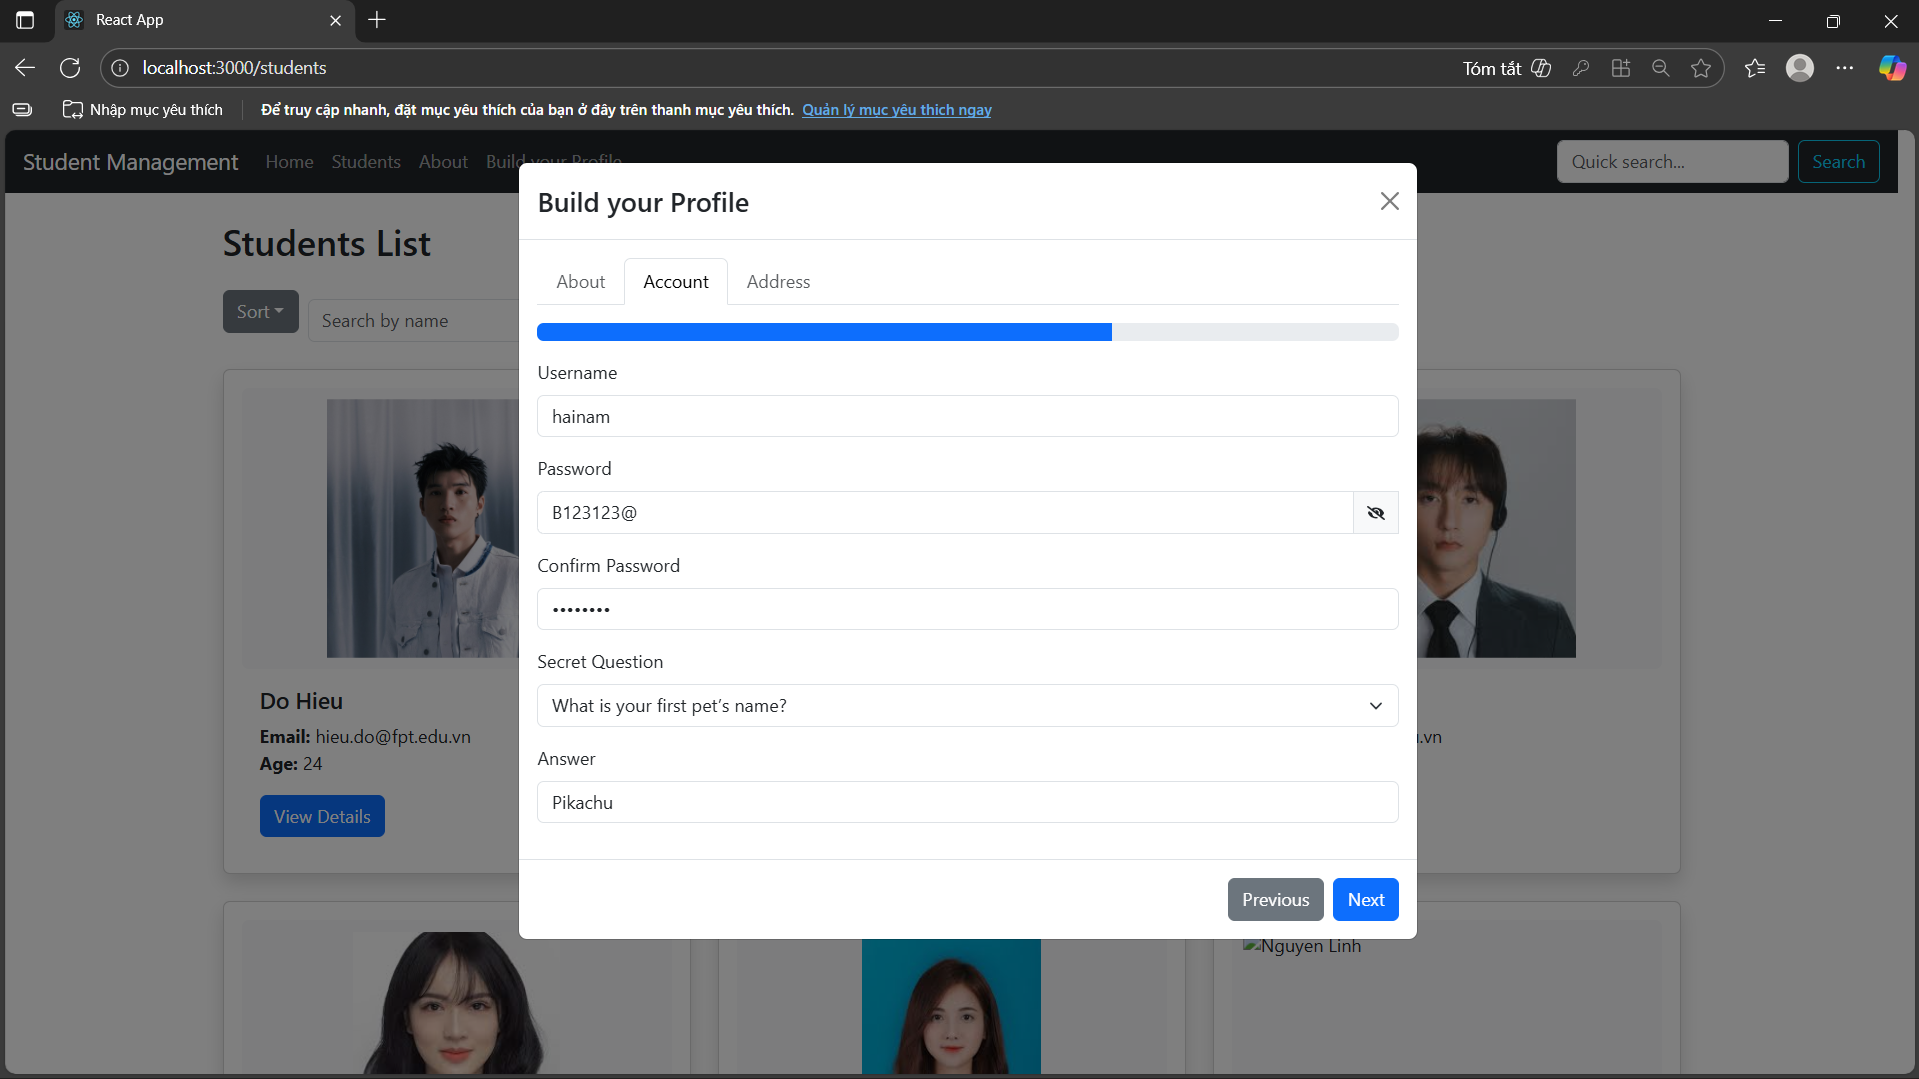 React App
localhost:3000/students
Tóm tắt
Nhập mục yêu thích
Để truy cập nhanh, đặt mục yêu thích của bạn ở đây trên thanh mục yêu thích. Quản lý mục yêu thích ngay
Student Management Home Students About Build your Profile
Quick search... Search
Students List
Sort
Search by name
Do Hieu
Email: hieu.do@fpt.edu.vn
Age: 24
View Details
Build your Profile
About Account Address
Username
hainam
Password
B123123@
Confirm Password
••••••••
Secret Question
What is your first pet's name?
Answer
Pikachu
Previous Next
.vn
Nguyen Linh